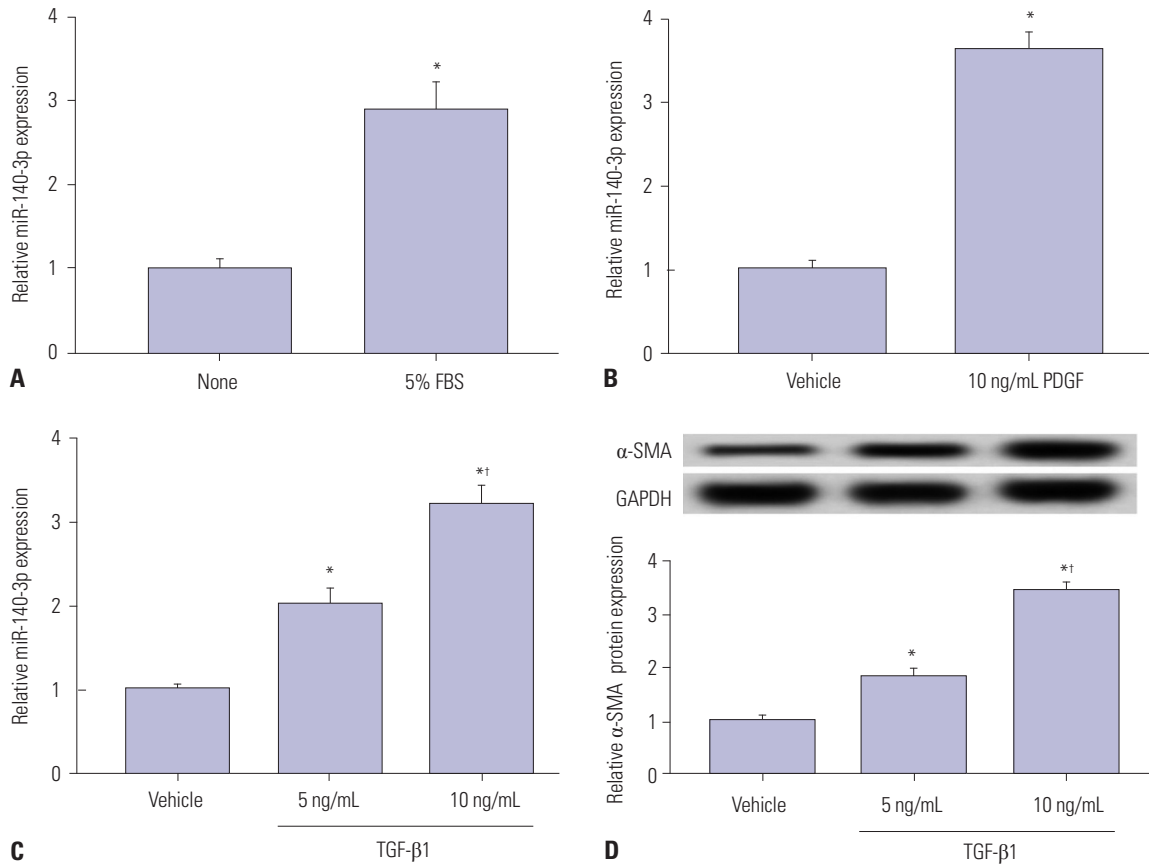 Relative miR-140-3p expression
4
3
2
1
0
*
None
5% FBS
A
Relative miR-140-3p expression
4
3
2
1
0
*
Vehicle
10 ng/mL PDGF
B
Relative miR-140-3p expression
4
3
2
1
0
*
*†
Vehicle
5 ng/mL
10 ng/mL
TGF-β1
C
α-SMA
GAPDH
Relative α-SMA protein expression
4
3
2
1
0
*
*†
Vehicle
5 ng/mL
10 ng/mL
TGF-β1
D